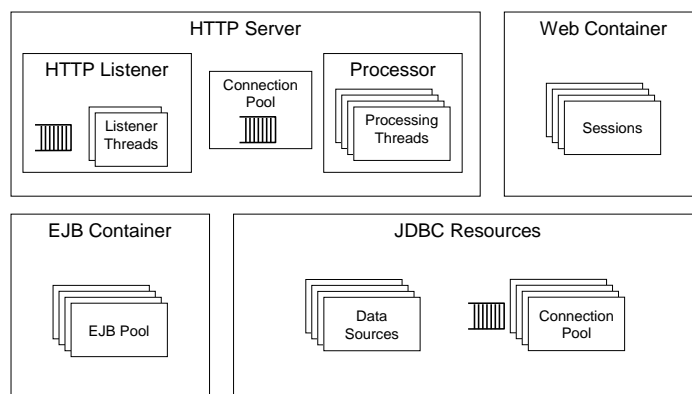 HTTP Server
Web Container
HTTP Listener
Connection
Pool
Processor
Listener
Threads
Processing
Threads
Sessions
EJB Container
JDBC Resources
EJB Pool
Data
Sources
Connection
Pool